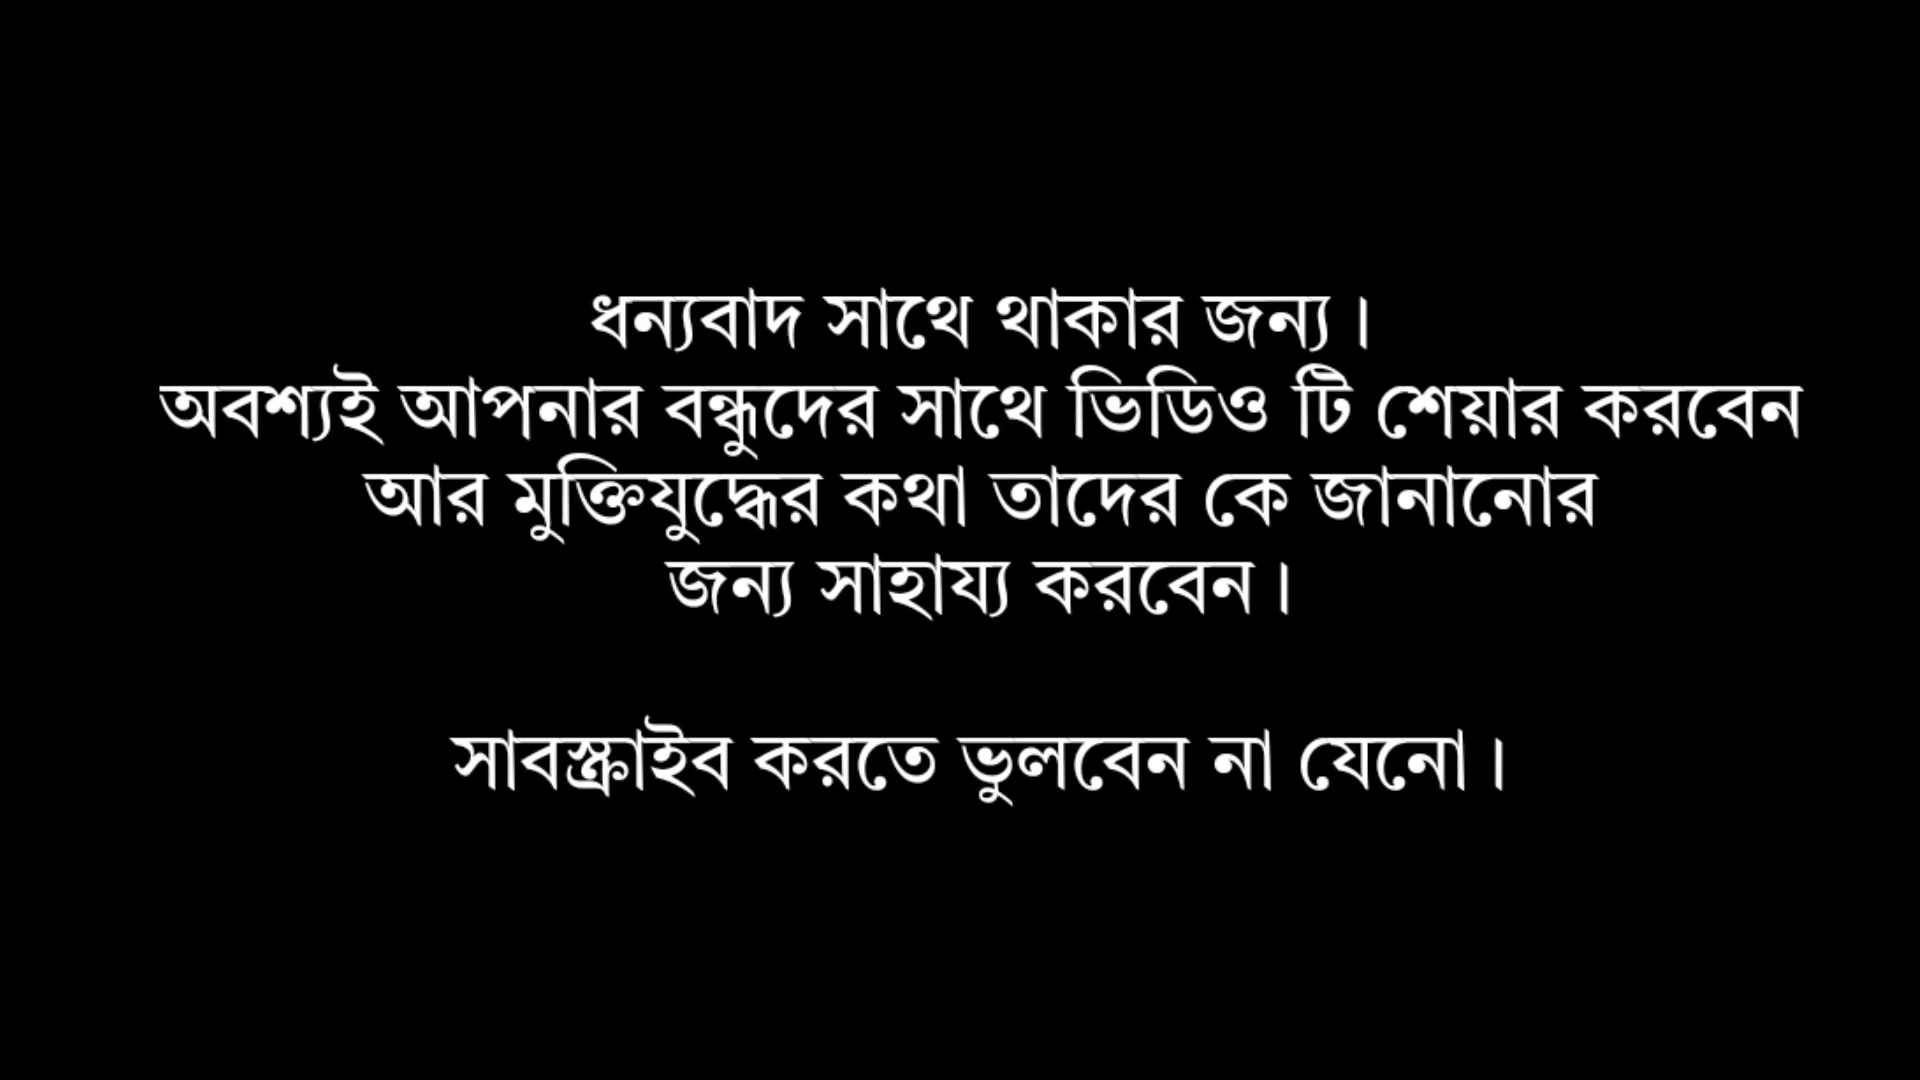 ধন্যবাদ সাথে থাকার জন্য।
অবশ্যই আপনার বন্ধুদের সাথে ভিডিও টি শেয়ার করবেন
আর মুক্তিযুদ্ধের কথা তাদের কে জানানোর
জন্য সাহায্য করবেন।
সাবস্ক্রাইব করতে ভুলবেন না যেনো।